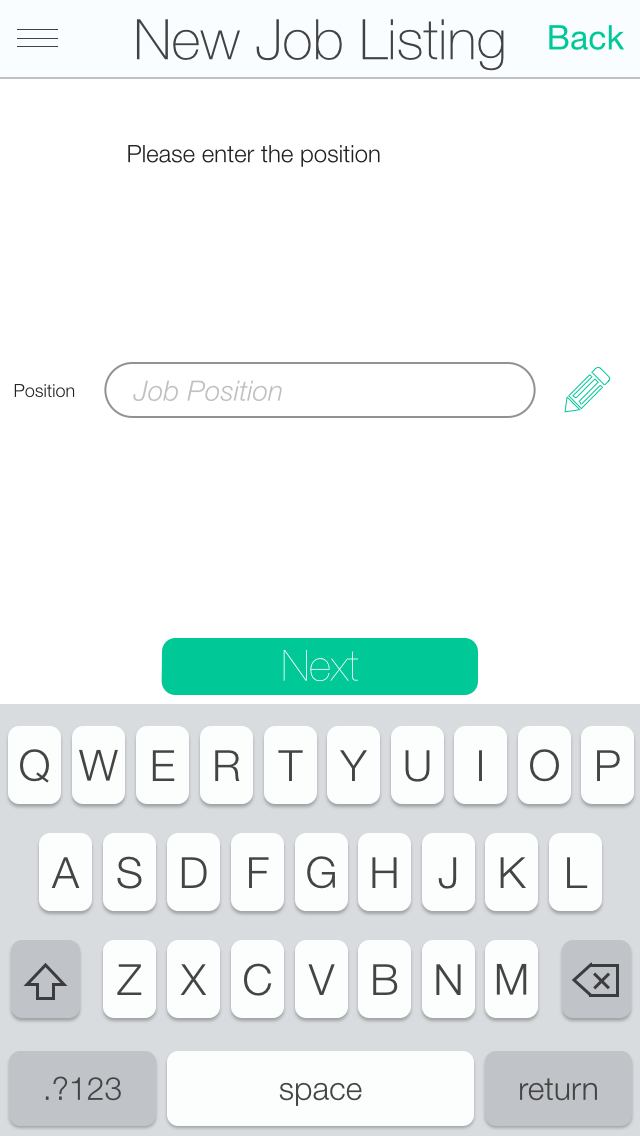 New Job Listing Back
Please enter the position
Position Job Position
Next
Q W E R T Y U I O P
A S D F G H J K L
Z X C V B N M
.?123 space return